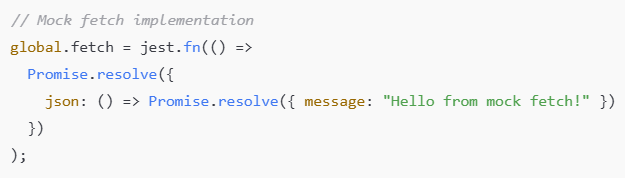 // Mock fetch implementation
global.fetch = jest.fn(() =>
  Promise.resolve({
    json: () => Promise.resolve({ message: "Hello from mock fetch!" })
  })
);